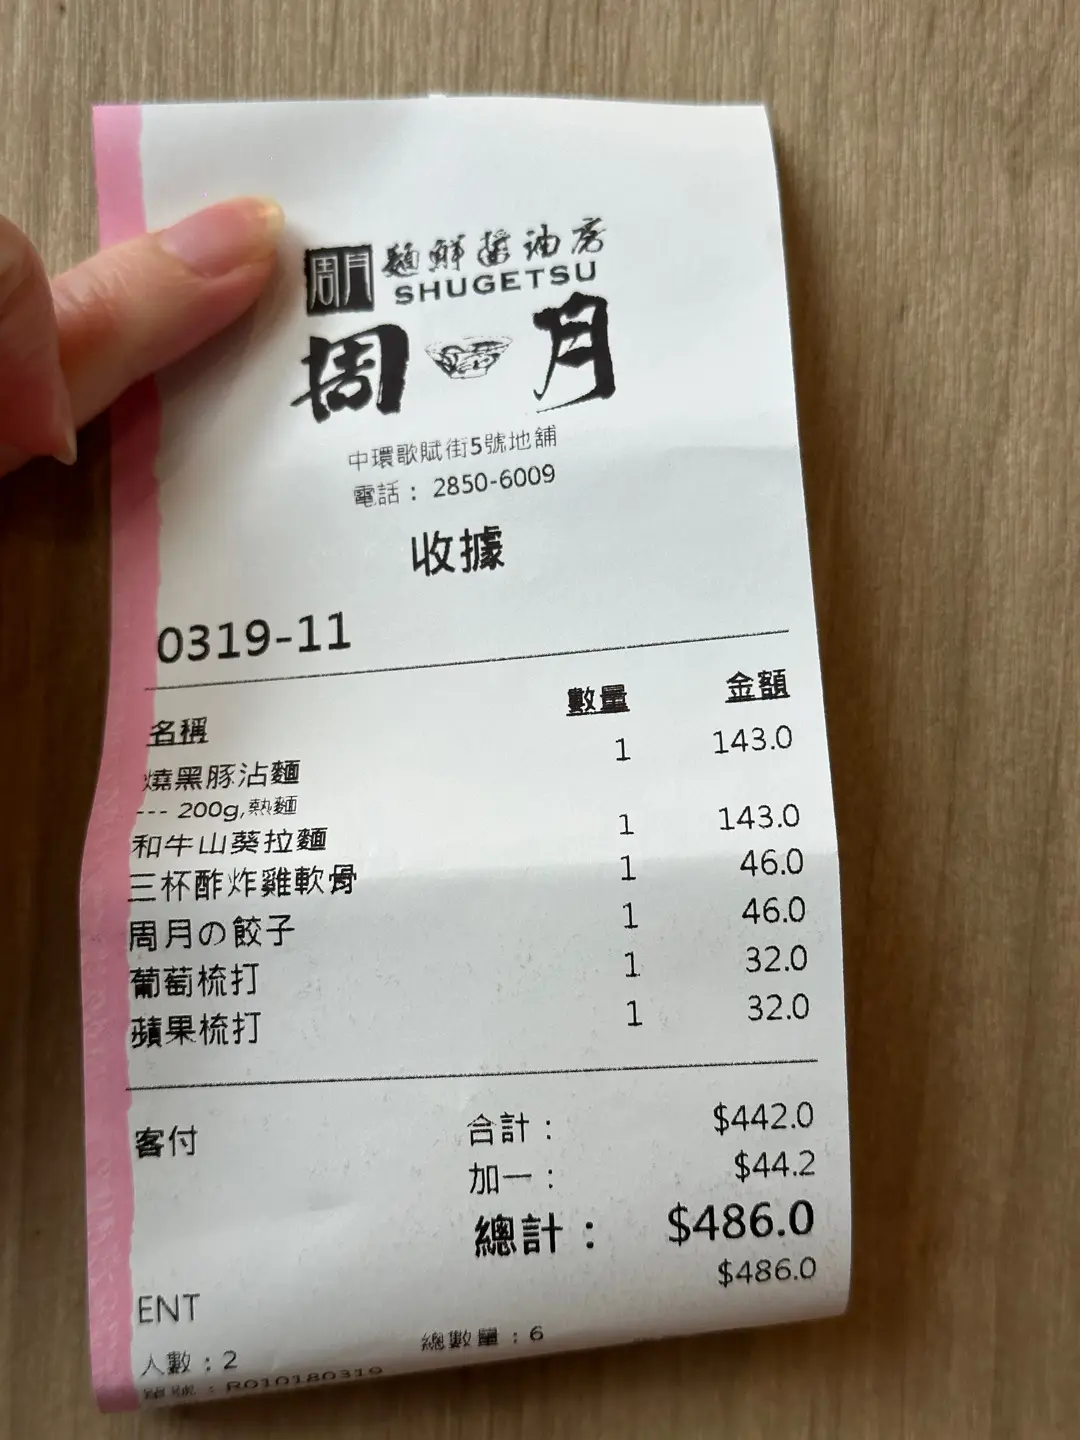 周月 麵鮮醬油房
SHUGETSU
周月
中環歌賦街5號地舖
電話： 2850-6009
收據
0319-11
名稱 數量 金額
燒黑豚沾麵 1 143.0
--- 200g,熱麵
和牛山葵拉麵 1 143.0
三杯酢炸雞軟骨 1 46.0
周月の餃子 1 46.0
葡萄梳打 1 32.0
蘋果梳打 1 32.0
客付 合計： $442.0
加一： $44.2
總計： $486.0
$486.0
ENT
人數：2 總數量：6
單號：R010180319